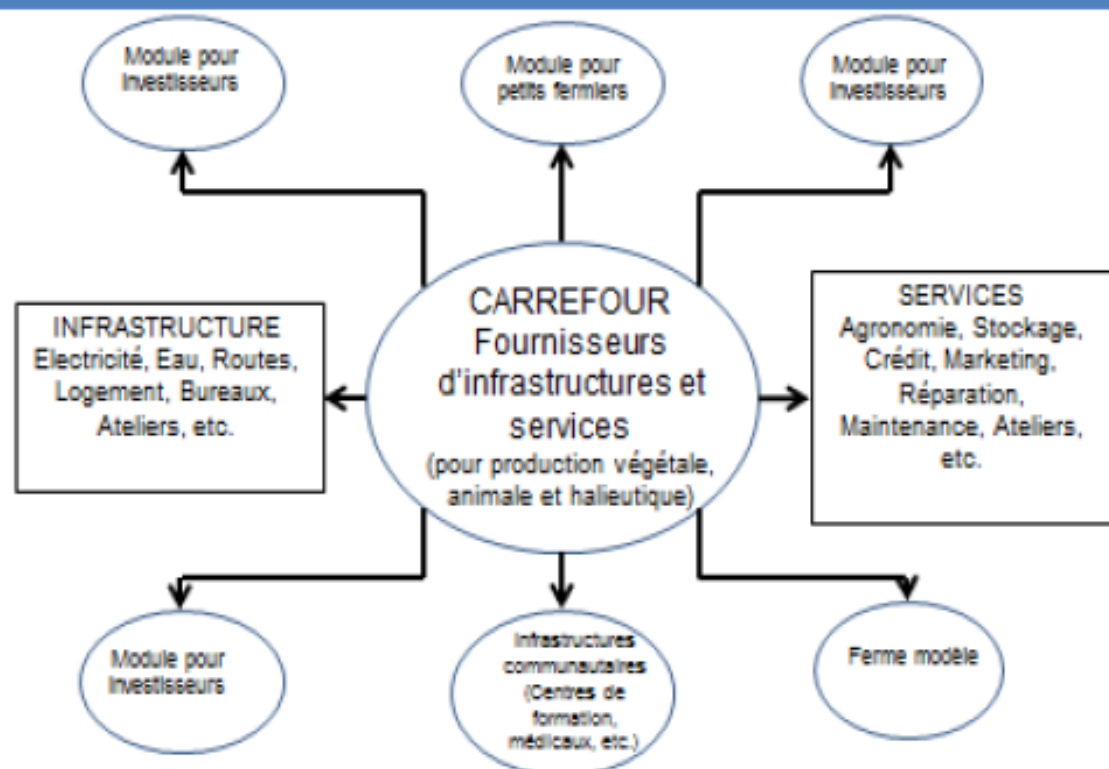 Module pour
Investisseurs
Module pour
petits fermiers
Module pour
Investisseurs
INFRASTRUCTURE
Electricité, Eau, Routes,
Logement, Bureaux,
Ateliers, etc.
CARREFOUR
Fournisseurs
d'infrastructures et
services
(pour production végétale,
animale et halieutique)
SERVICES
Agronomie, Stockage,
Crédit, Marketing,
Réparation,
Maintenance, Ateliers,
etc.
Module pour
Investisseurs
Infrastructures
communautaires
(Centres de
formation,
médicaux, etc.)
Ferme modèle